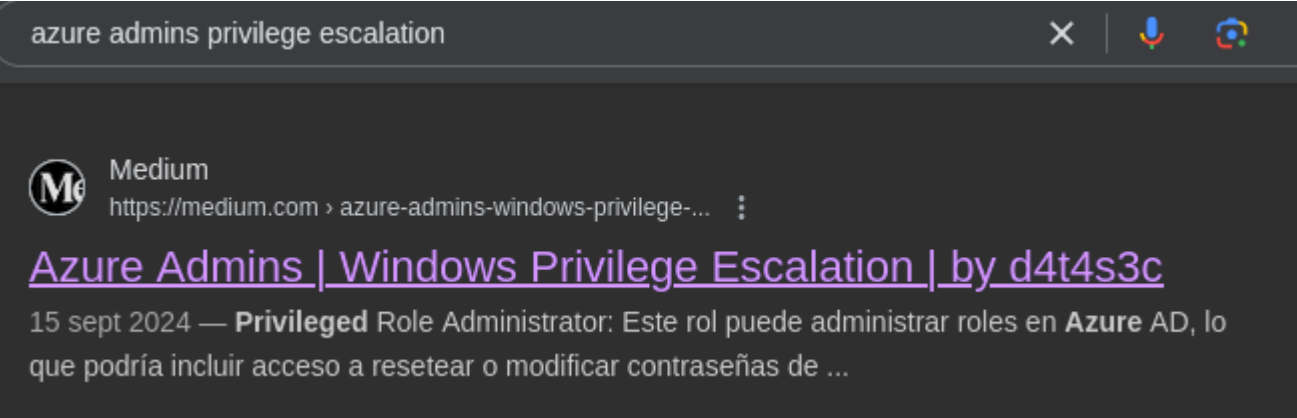 azure admins privilege escalation
Medium
https://medium.com › azure-admins-windows-privilege-...
Azure Admins | Windows Privilege Escalation | by d4t4s3c
15 sept 2024 — Privileged Role Administrator: Este rol puede administrar roles en Azure AD, lo
que podría incluir acceso a resetear o modificar contraseñas de ...